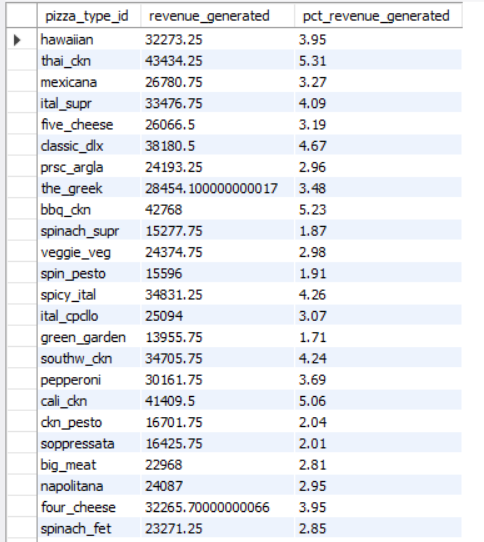 pizza_type_id revenue_generated pct_revenue_generated
hawaiian 32273.25 3.95
thai_ckn 43434.25 5.31
mexicana 26780.75 3.27
ital_supr 33476.75 4.09
five_cheese 26066.5 3.19
classic_dlx 38180.5 4.67
prsc_argla 24193.25 2.96
the_greek 28454.100000000017 3.48
bbq_ckn 42768 5.23
spinach_supr 15277.75 1.87
veggie_veg 24374.75 2.98
spin_pesto 15596 1.91
spicy_ital 34831.25 4.26
ital_cpcllo 25094 3.07
green_garden 13955.75 1.71
southw_ckn 34705.75 4.24
pepperoni 30161.75 3.69
cali_ckn 41409.5 5.06
ckn_pesto 16701.75 2.04
soppressata 16425.75 2.01
big_meat 22968 2.81
napolitana 24087 2.95
four_cheese 32265.70000000066 3.95
spinach_fet 23271.25 2.85